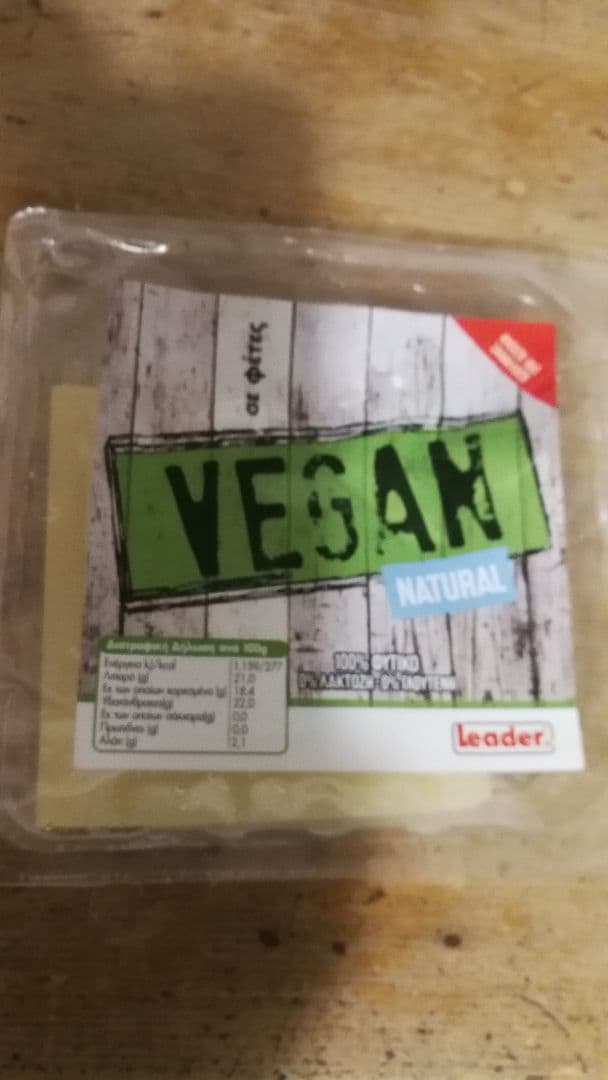 σε φέτες
VEGAN
NATURAL
Διατροφική Δήλωση ανά 100g
Ενέργεια kj/kcal 1.159/277
Λιπαρά (g) 21,0
Εκ των οποίων κορεσμένα (g) 18,4
Υδατάνθρακες(g) 22,0
Εκ των οποίων σάκχαρα(g) 0,0
Πρωτεΐνες (g) 0,0
Αλάτι (g) 2,1
100% ΦΥΤΙΚΟ
0% ΛΑΚΤΟΖΗ-0% ΓΛΟΥΤΕΝΗ
Leader.